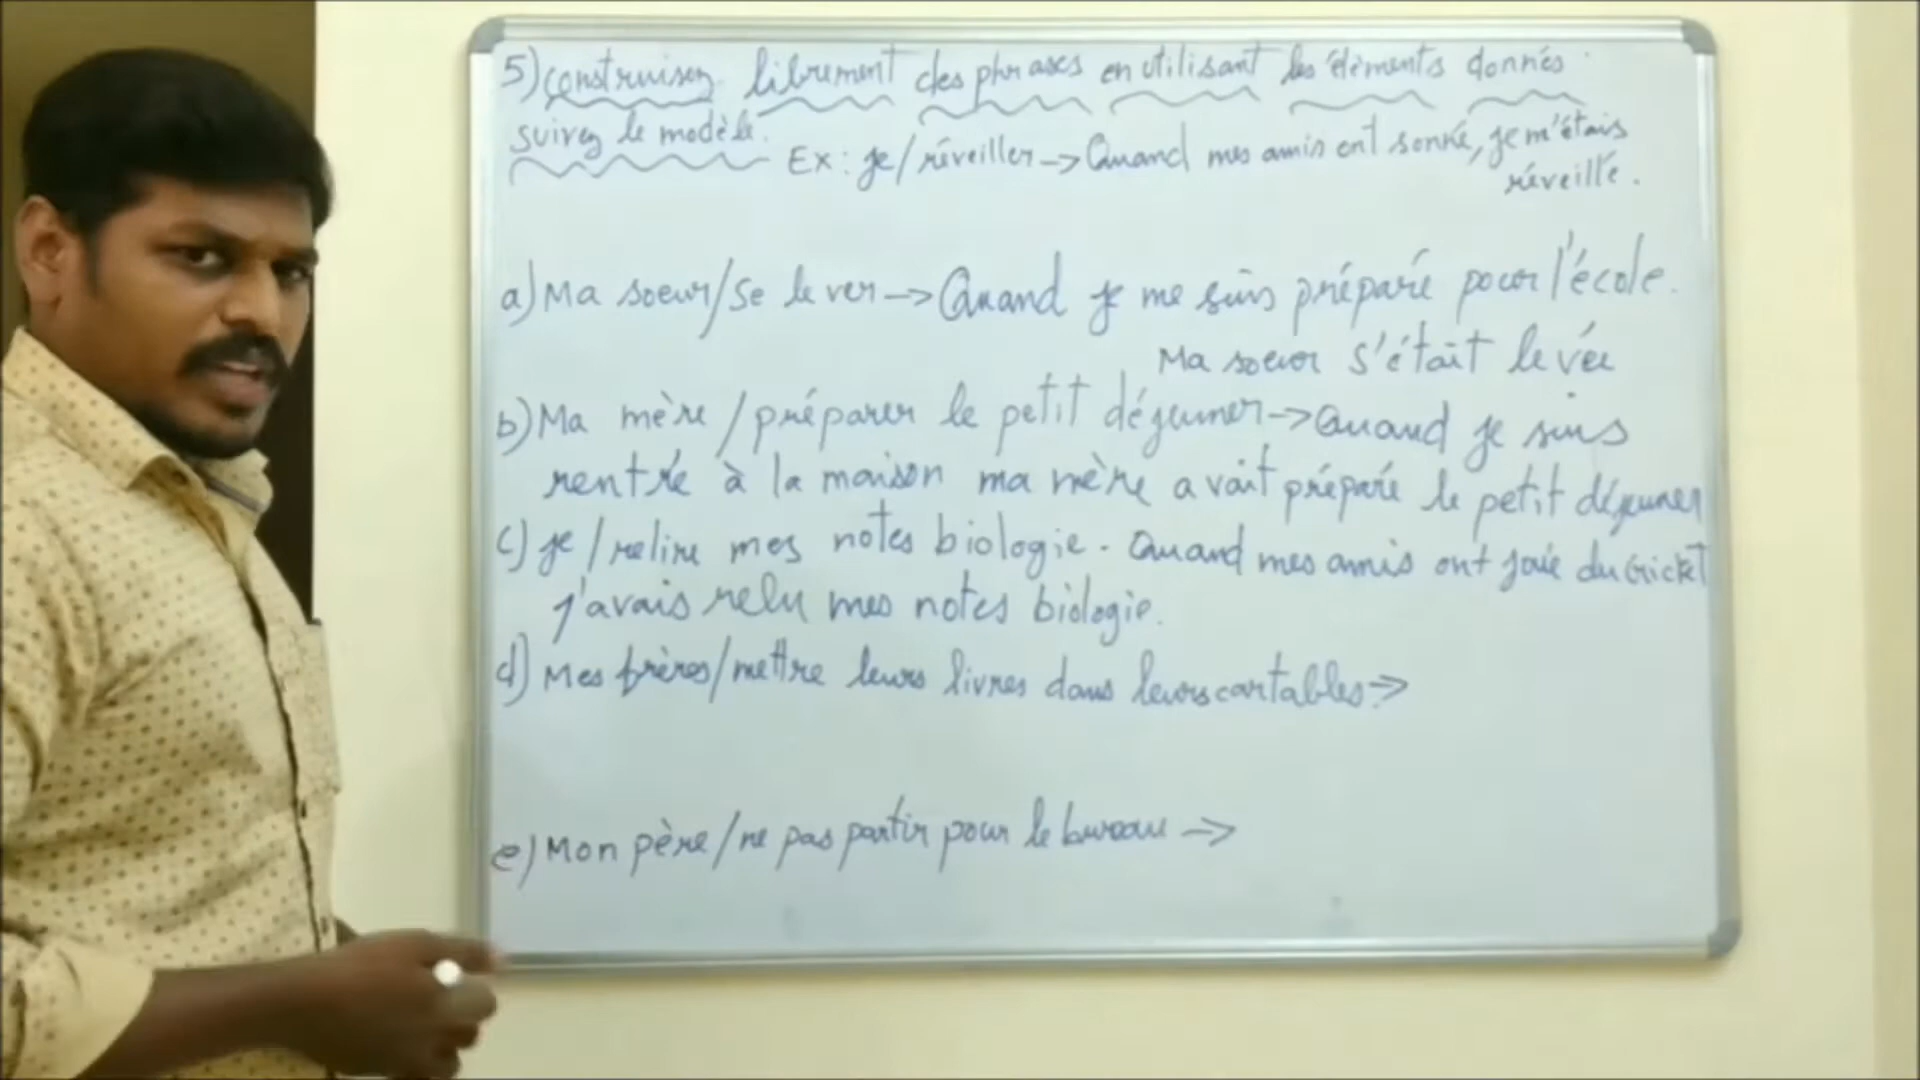 5) construisez librement des phrases en utilisant les éléments donnés.
suivez le modèle.
Ex: je/réveiller -> Quand mes amis ont sonné, je m'étais
réveillé.
a) Ma soeur/se lever -> Quand je me suis préparé pour l'école.
Ma soeur s'était levée
b) Ma mère/préparer le petit déjeuner -> Quand je suis
rentré à la maison ma mère avait préparé le petit déjeuner
c) je/relire mes notes biologie. Quand mes amis ont joué du cricket
j'avais relu mes notes biologie.
d) Mes frères/mettre leurs livres dans leurs cartables ->
e) Mon père/ne pas partir pour le bureau ->